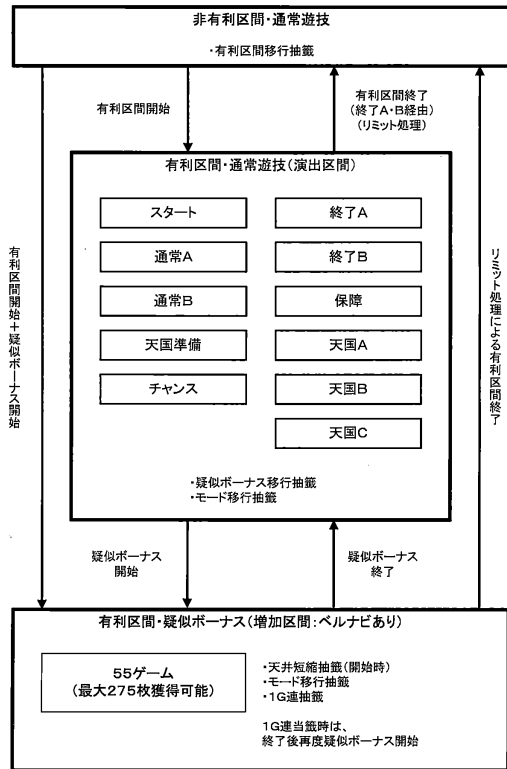 非有利区間・通常遊技
・有利区間移行抽籤
有利区間開始
有利区間終了
(終了A・B経由)
(リミット処理)
有利区間・通常遊技(演出区間)
スタート
終了A
通常A
終了B
通常B
保障
天国準備
天国A
チャンス
天国B
天国C
・疑似ボーナス移行抽籤
・モード移行抽籤
有利区間開始+疑似ボーナス開始
リミット処理による有利区間終了
疑似ボーナス
開始
疑似ボーナス
終了
有利区間・疑似ボーナス(増加区間:ベルナビあり)
55ゲーム
(最大275枚獲得可能)
・天井短縮抽籤(開始時)
・モード移行抽籤
・1G連抽籤
1G連当籤時は、
終了後再度疑似ボーナス開始